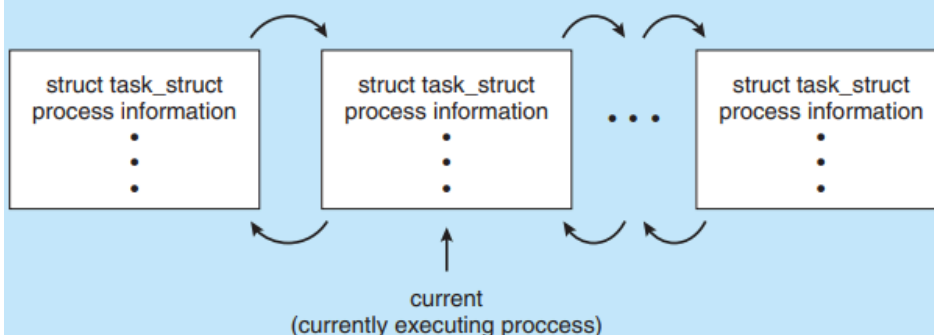 struct task_struct
process information
•
•
•
struct task_struct
process information
•
•
•
• • •
struct task_struct
process information
•
•
•
current
(currently executing proccess)